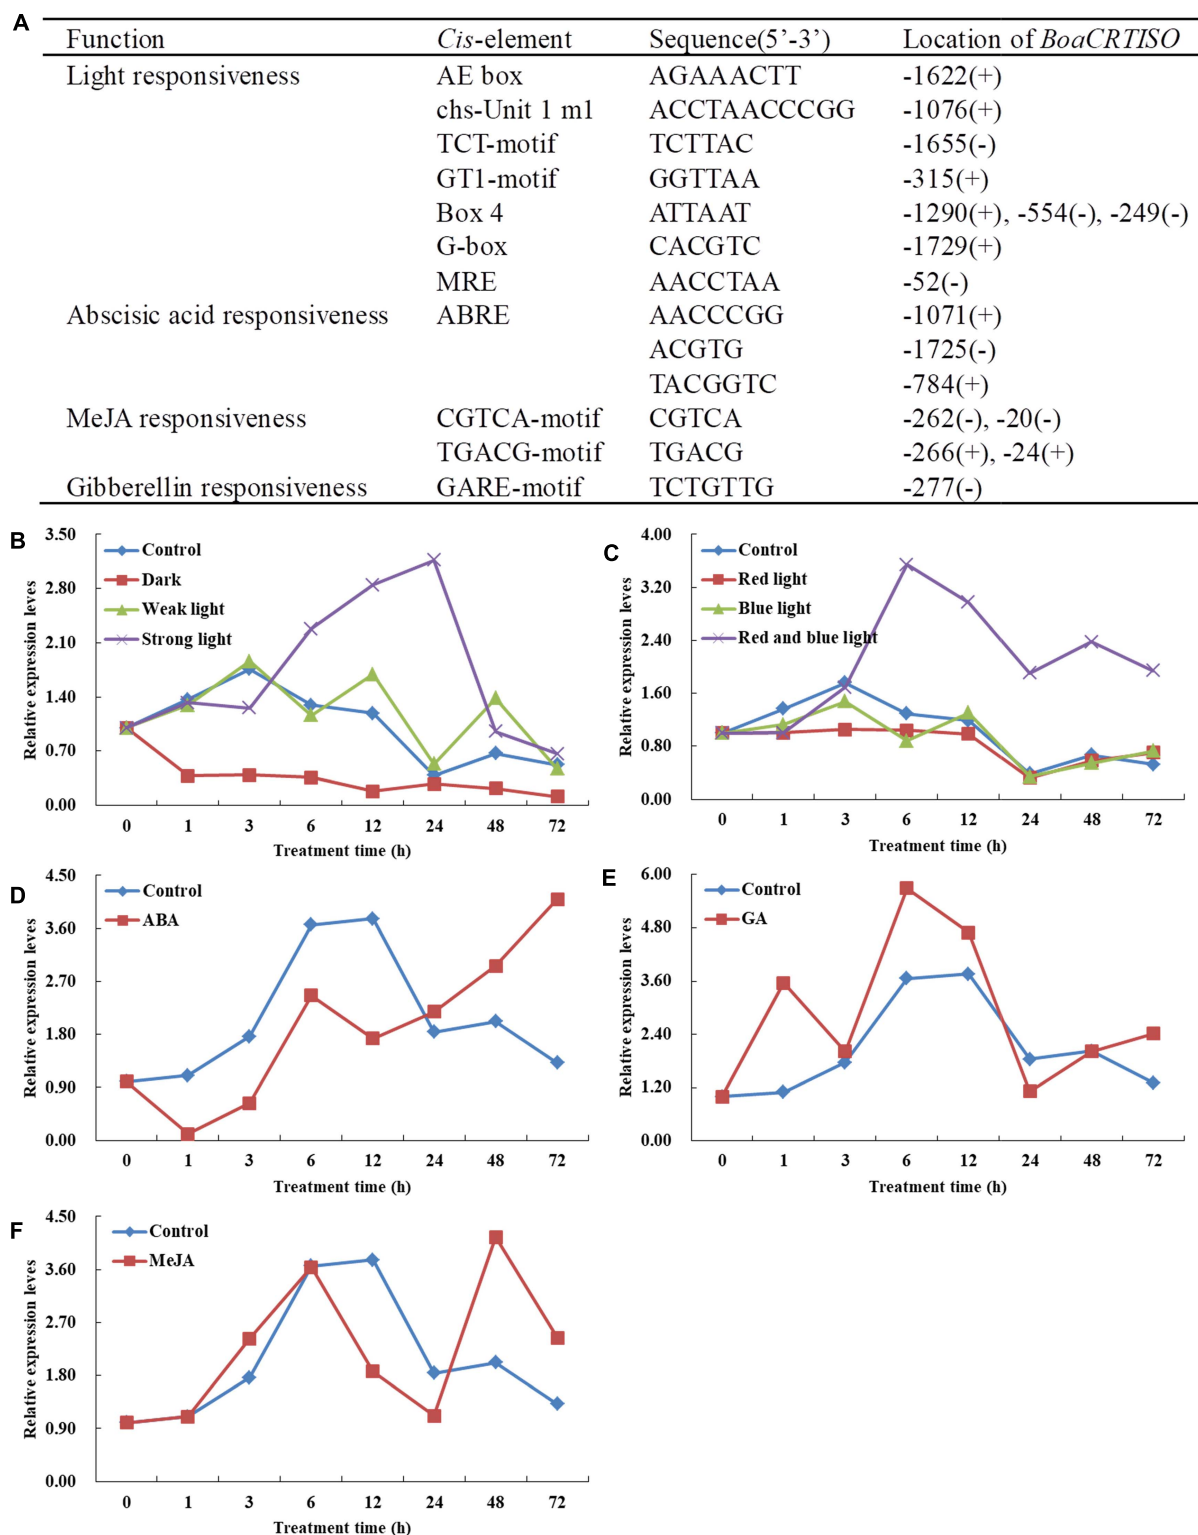 A
Function Cis-element Sequence(5’-3’) Location of BoaCRTISO
Light responsiveness AE box AGAAACTT -1622(+)
chs-Unit 1 m1 ACCTAACCCGG -1076(+)
TCT-motif TCTTAC -1655(-)
GT1-motif GGTTAA -315(+)
Box 4 ATTAAT -1290(+), -554(-), -249(-)
G-box CACGTC -1729(+)
MRE AACCTAA -52(-)
Abscisic acid responsiveness ABRE AACCCGG -1071(+)
ACGTG -1725(-)
TACGGTC -784(+)
MeJA responsiveness CGTCA-motif CGTCA -262(-), -20(-)
TGACG-motif TGACG -266(+), -24(+)
Gibberellin responsiveness GARE-motif TCTGTTG -277(-)
B
Relative expression leves
3.50
2.80
2.10
1.40
0.70
0.00
Control
Dark
Weak light
Strong light
0 1 3 6 12 24 48 72
Treatment time (h)
C
Relative expression leves
4.00
3.20
2.40
1.60
0.80
0.00
Control
Red light
Blue light
Red and blue light
0 1 3 6 12 24 48 72
Treatment time (h)
D
Relative expression leves
4.50
3.60
2.70
1.80
0.90
0.00
Control
ABA
0 1 3 6 12 24 48 72
Treatment time (h)
E
Relative expression leves
6.00
4.80
3.60
2.40
1.20
0.00
Control
GA
0 1 3 6 12 24 48 72
Treatment time (h)
F
Relative expression leves
4.50
3.60
2.70
1.80
0.90
0.00
Control
MeJA
0 1 3 6 12 24 48 72
Treatment time (h)